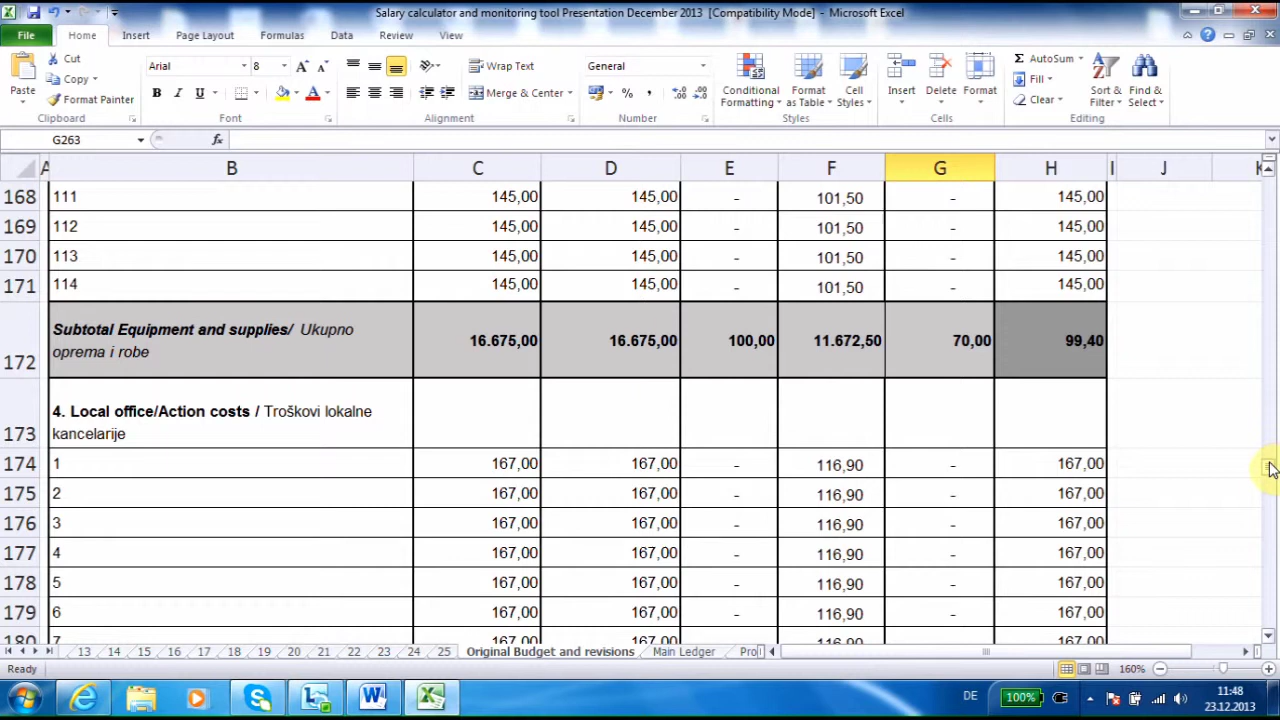 Salary calculator and monitoring tool Presentation December 2013 [Compatibility Mode] - Microsoft Excel
File Home Insert Page Layout Formulas Data Review View
Paste Cut Copy Format Painter Clipboard
Arial 8 B I U A Font
Wrap Text Merge & Center Alignment
General % , Number
Conditional Formatting Format as Table Cell Styles Styles
Insert Delete Format Cells
Σ AutoSum Fill Clear Sort & Filter Find & Select Editing
G263 fx
A B C D E F G H I J K
168 111 145,00 145,00 - 101,50 - 145,00
169 112 145,00 145,00 - 101,50 - 145,00
170 113 145,00 145,00 - 101,50 - 145,00
171 114 145,00 145,00 - 101,50 - 145,00
Subtotal Equipment and supplies/ Ukupno
172 oprema i robe 16.675,00 16.675,00 100,00 11.672,50 70,00 99,40
4. Local office/Action costs / Troškovi lokalne
173 kancelarije
174 1 167,00 167,00 - 116,90 - 167,00
175 2 167,00 167,00 - 116,90 - 167,00
176 3 167,00 167,00 - 116,90 - 167,00
177 4 167,00 167,00 - 116,90 - 167,00
178 5 167,00 167,00 - 116,90 - 167,00
179 6 167,00 167,00 - 116,90 - 167,00
180 7 167,00 167,00 116,90 167,00
13 14 15 16 17 18 19 20 21 22 23 24 25 Original Budget and revisions Main Ledger Pro
Ready 160%
DE 100% 11:48
23.12.2013